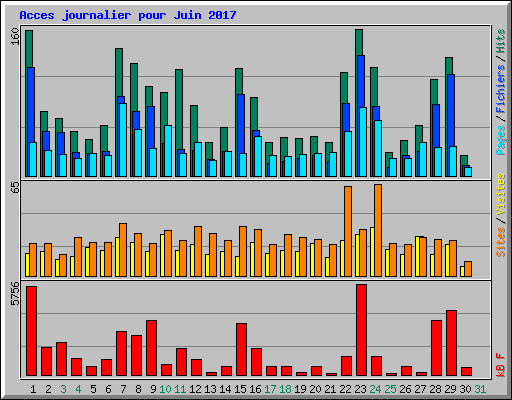 Acces journalier pour Juin 2017
160
Pages / Fichiers / Hits
65
Sites / Visites
5756
kB F
1 2 3 4 5 6 7 8 9 10 11 12 13 14 15 16 17 18 19 20 21 22 23 24 25 26 27 28 29 30 31